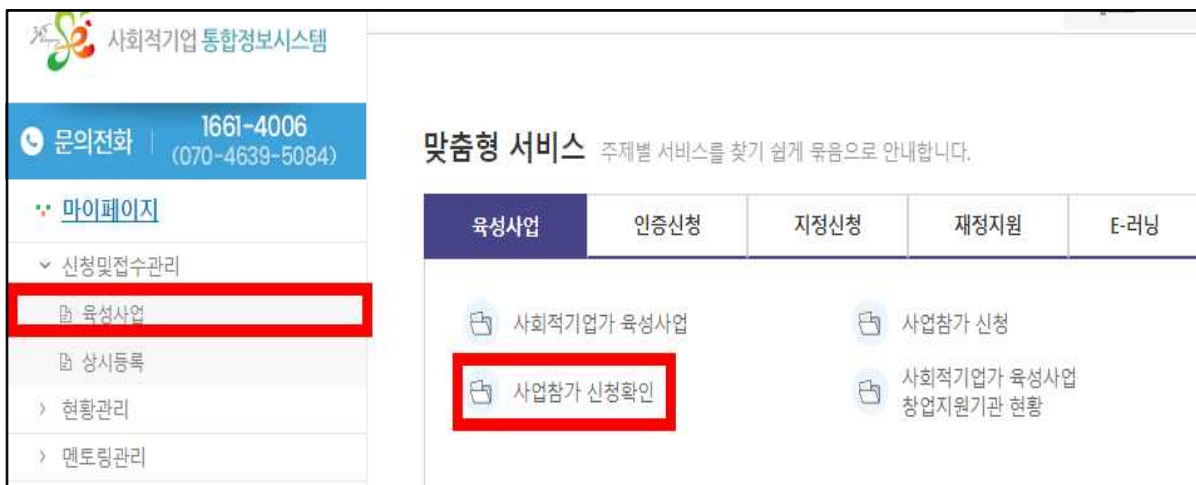 사회적기업 통합정보시스템
문의전화
1661-4006
(070-4639-5084)
마이페이지
신청및접수관리
육성사업
상시등록
현황관리
멘토링관리
맞춤형 서비스 주제별 서비스를 찾기 쉽게 묶음으로 안내합니다.
육성사업 인증신청 지정신청 재정지원 E-러닝
사회적기업가 육성사업 사업참가 신청
사업참가 신청확인
사회적기업가 육성사업
창업지원기관 현황